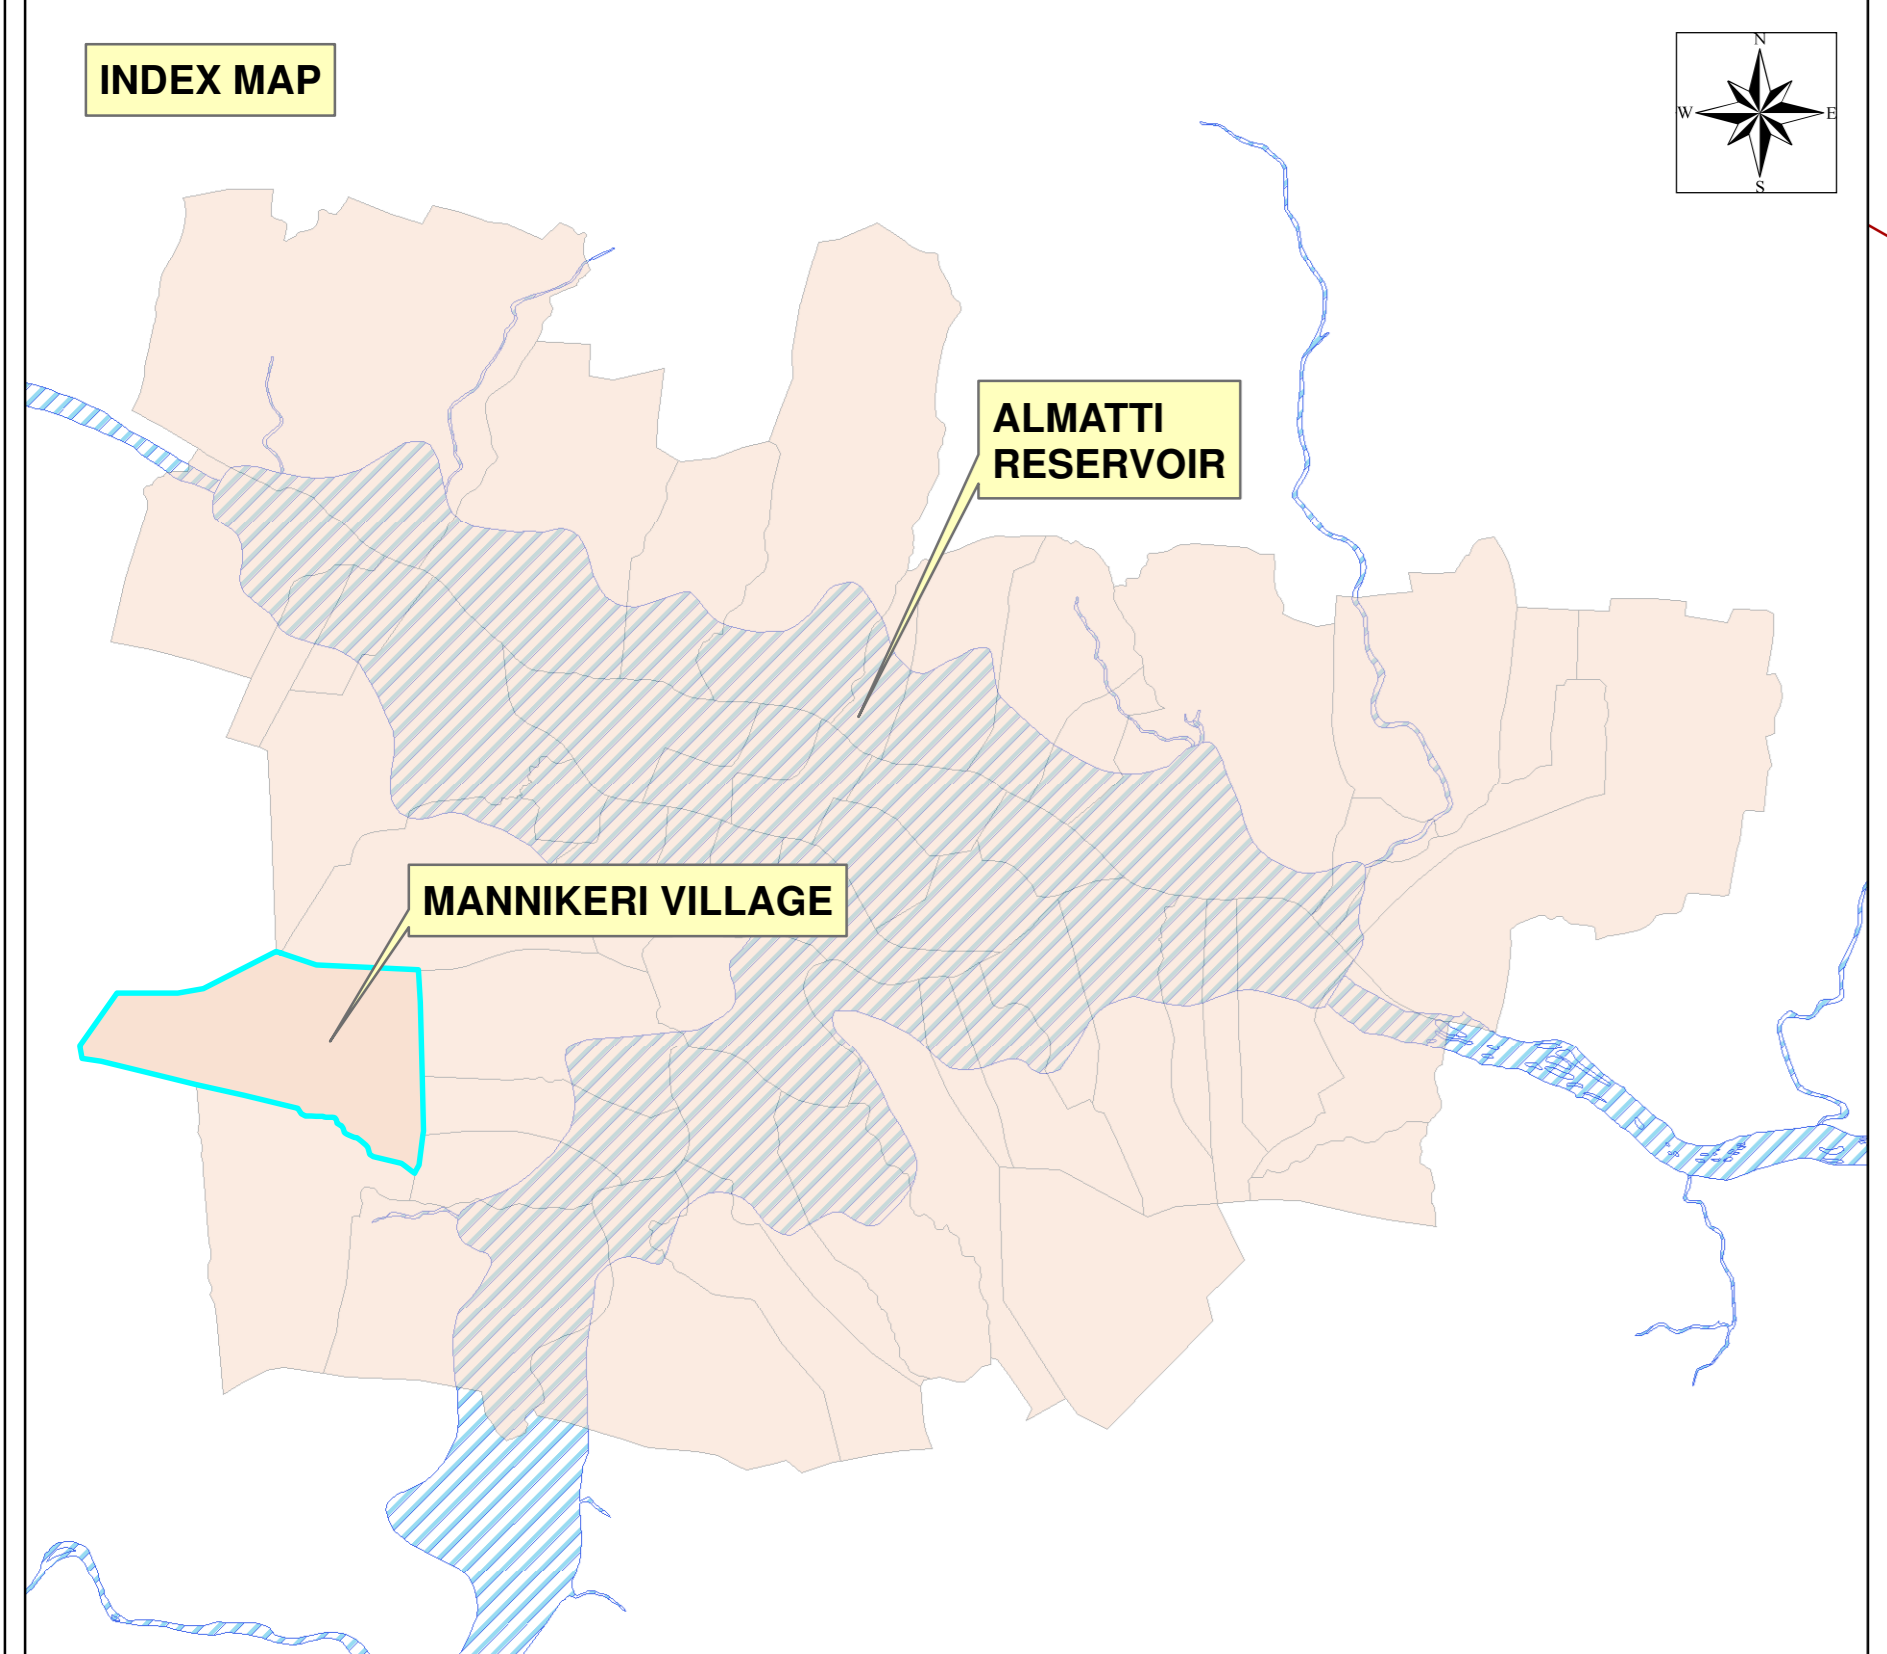 INDEX MAP
N
W
E
S
ALMATTI
RESERVOIR
MANNIKERI VILLAGE